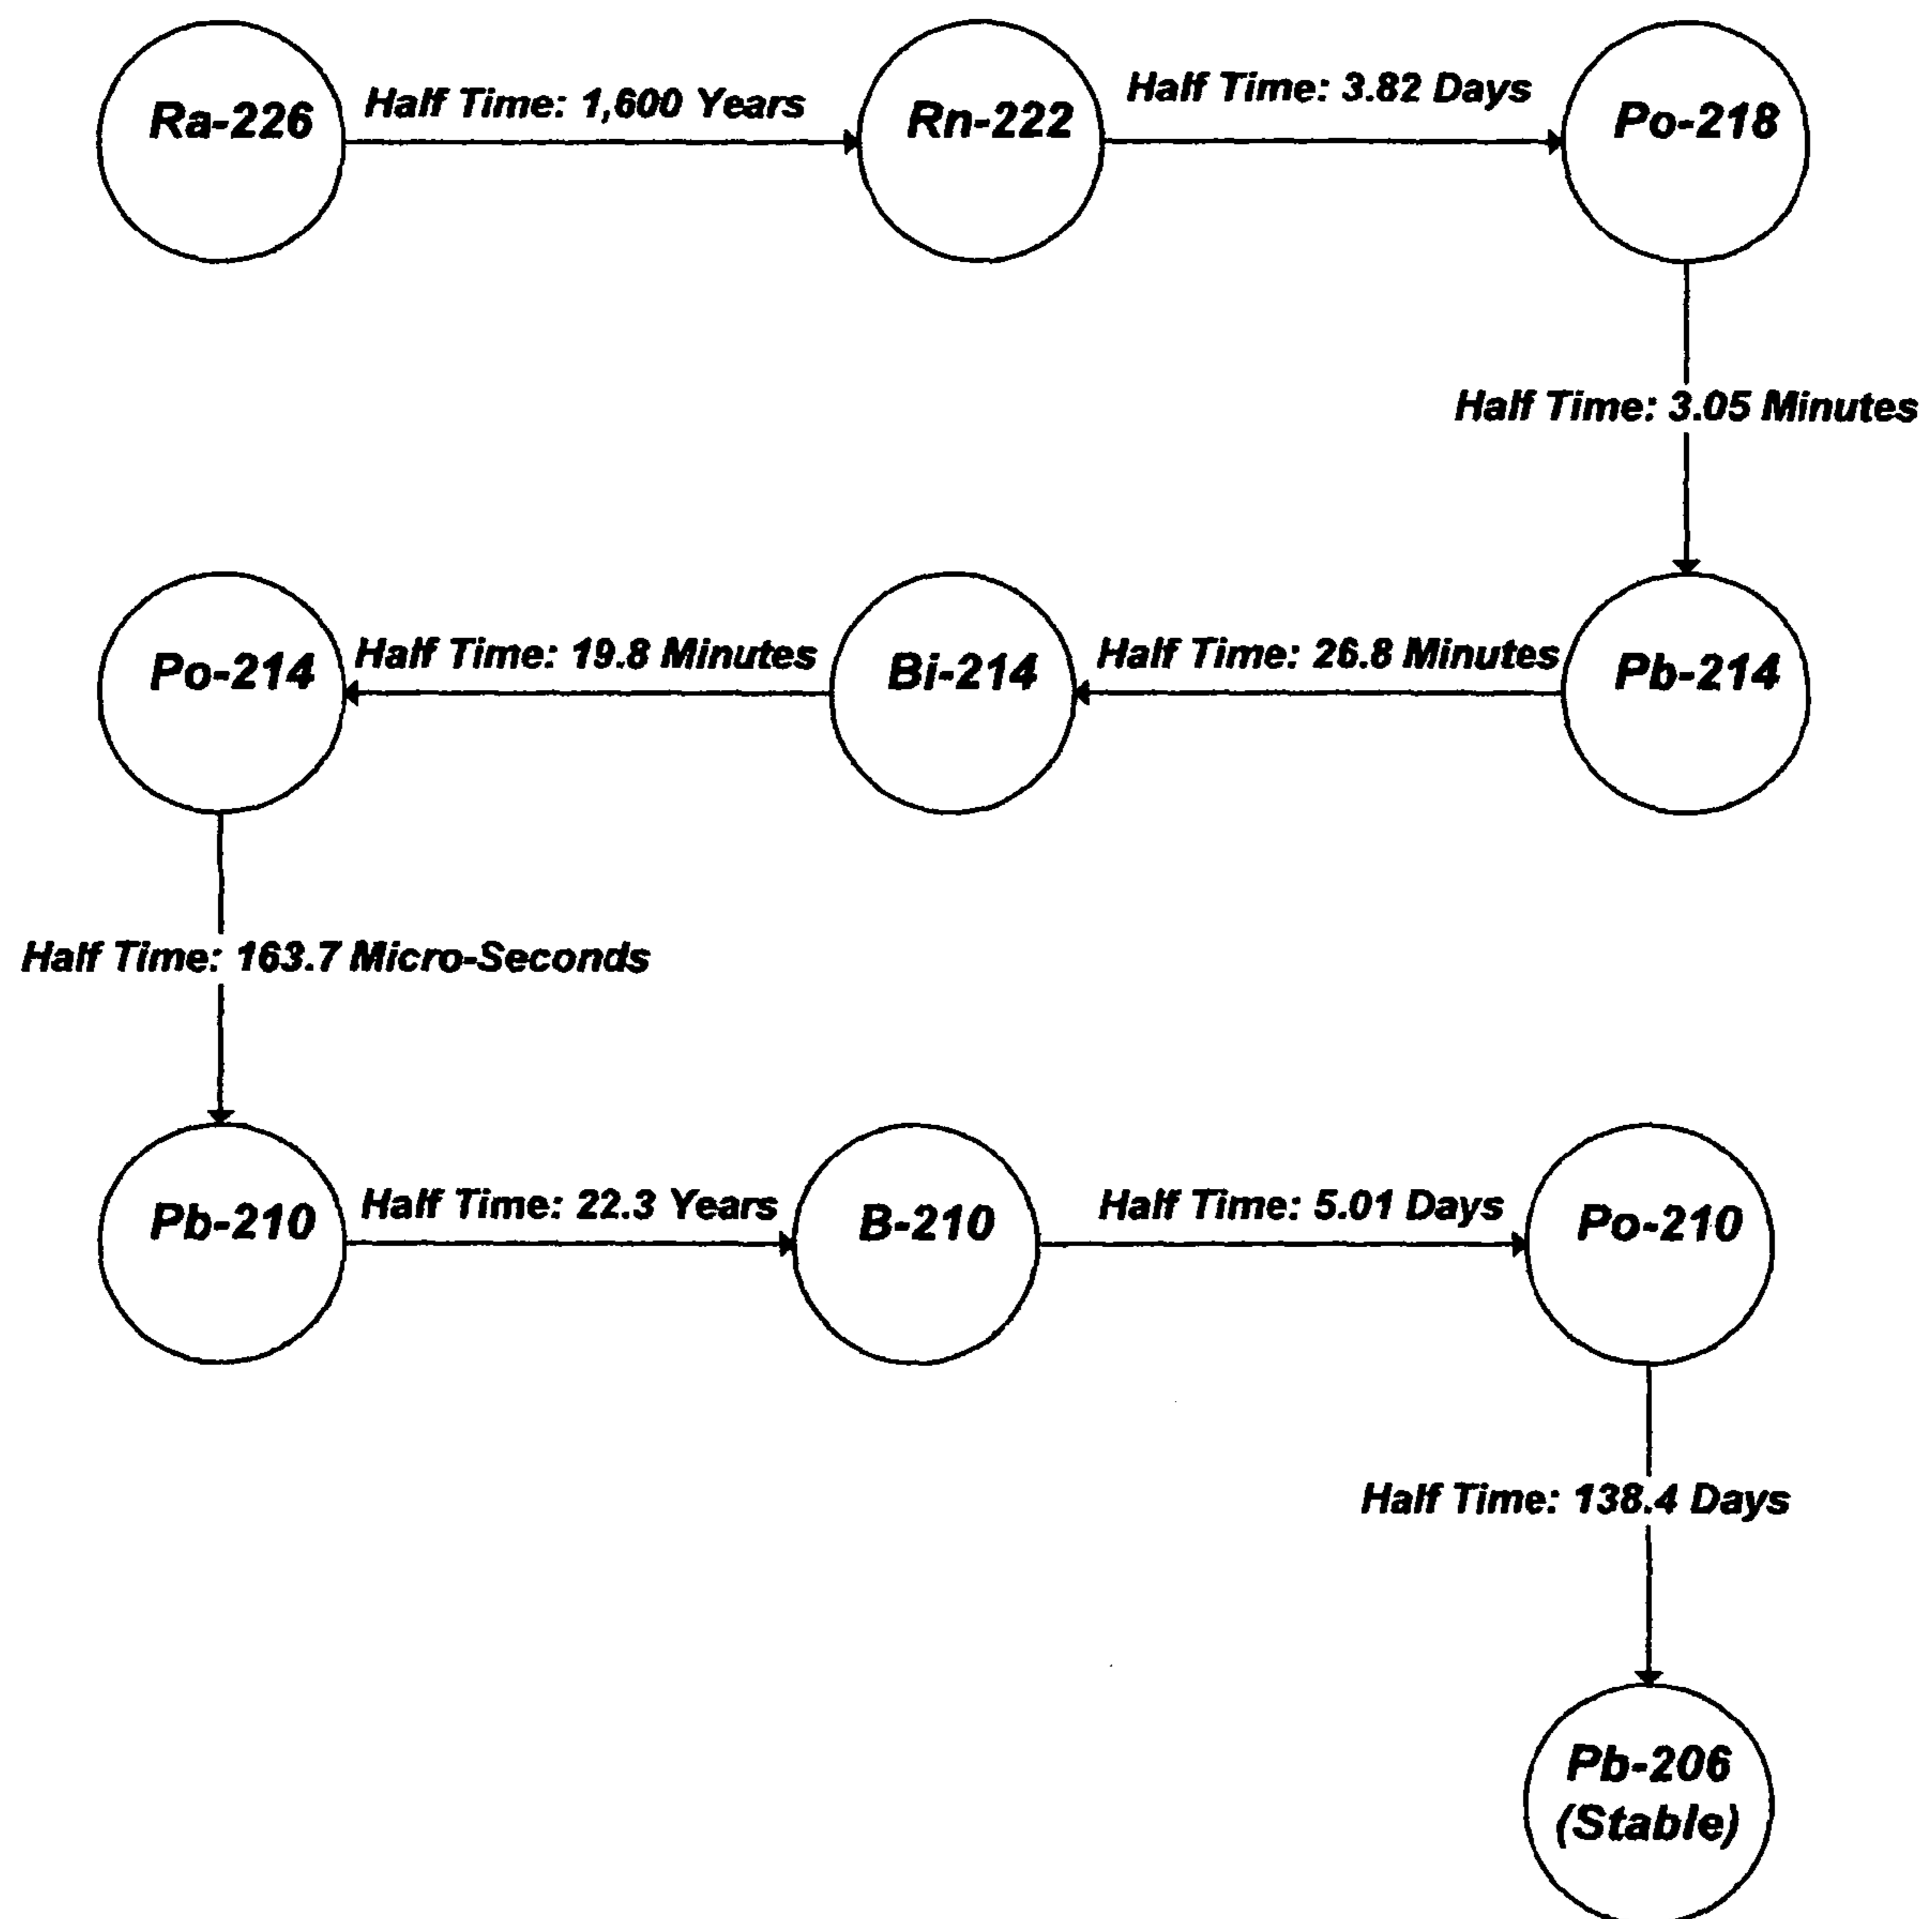 Ra-226
Half Time: 1,600 Years
Rn-222
Half Time: 3.82 Days
Po-218
Half Time: 3.05 Minutes
Pb-214
Half Time: 26.8 Minutes
Bi-214
Half Time: 19.8 Minutes
Po-214
Half Time: 163.7 Micro-Seconds
Pb-210
Half Time: 22.3 Years
B-210
Half Time: 5.01 Days
Po-210
Half Time: 138.4 Days
Pb-206
(Stable)